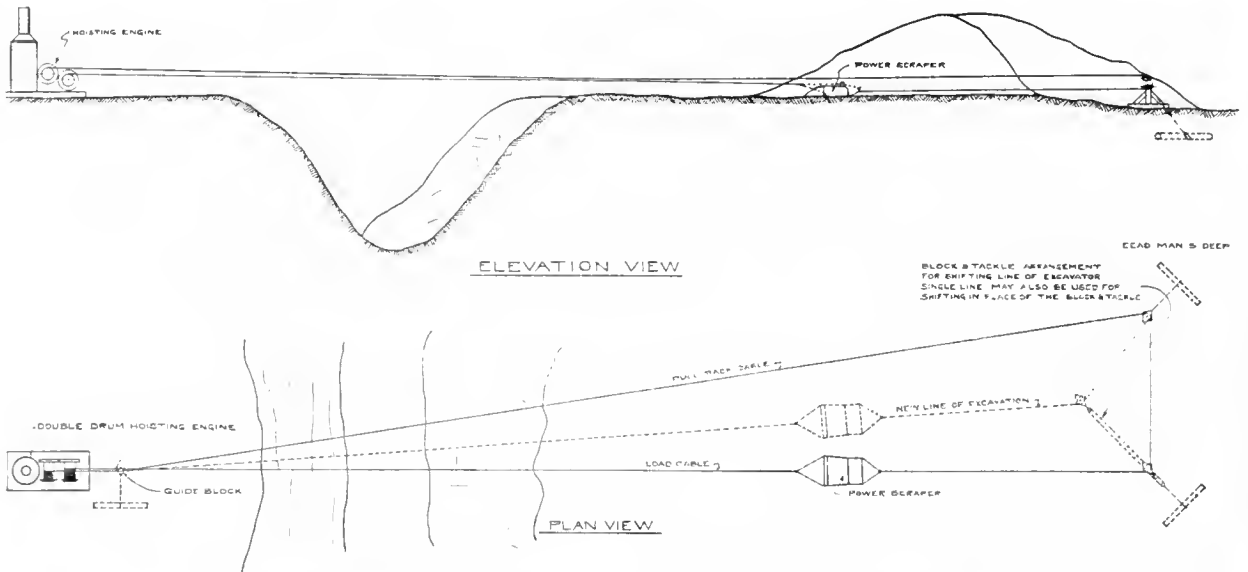 HOISTING ENGINE
POWER SCRAPER
ELEVATION VIEW
DEAD MAN 5 DEEP
BLOCK & TACKLE ARRANGEMENT
FOR SHIFTING LINE OF EXCAVATOR
SINGLE LINE MAY ALSO BE USED FOR
SHIFTING IN PLACE OF THE BLOCK & TACKLE
PULL BACK CABLE
NEW LINE OF EXCAVATION
DOUBLE DRUM HOISTING ENGINE
LOAD CABLE
GUIDE BLOCK
POWER SCRAPER
PLAN VIEW